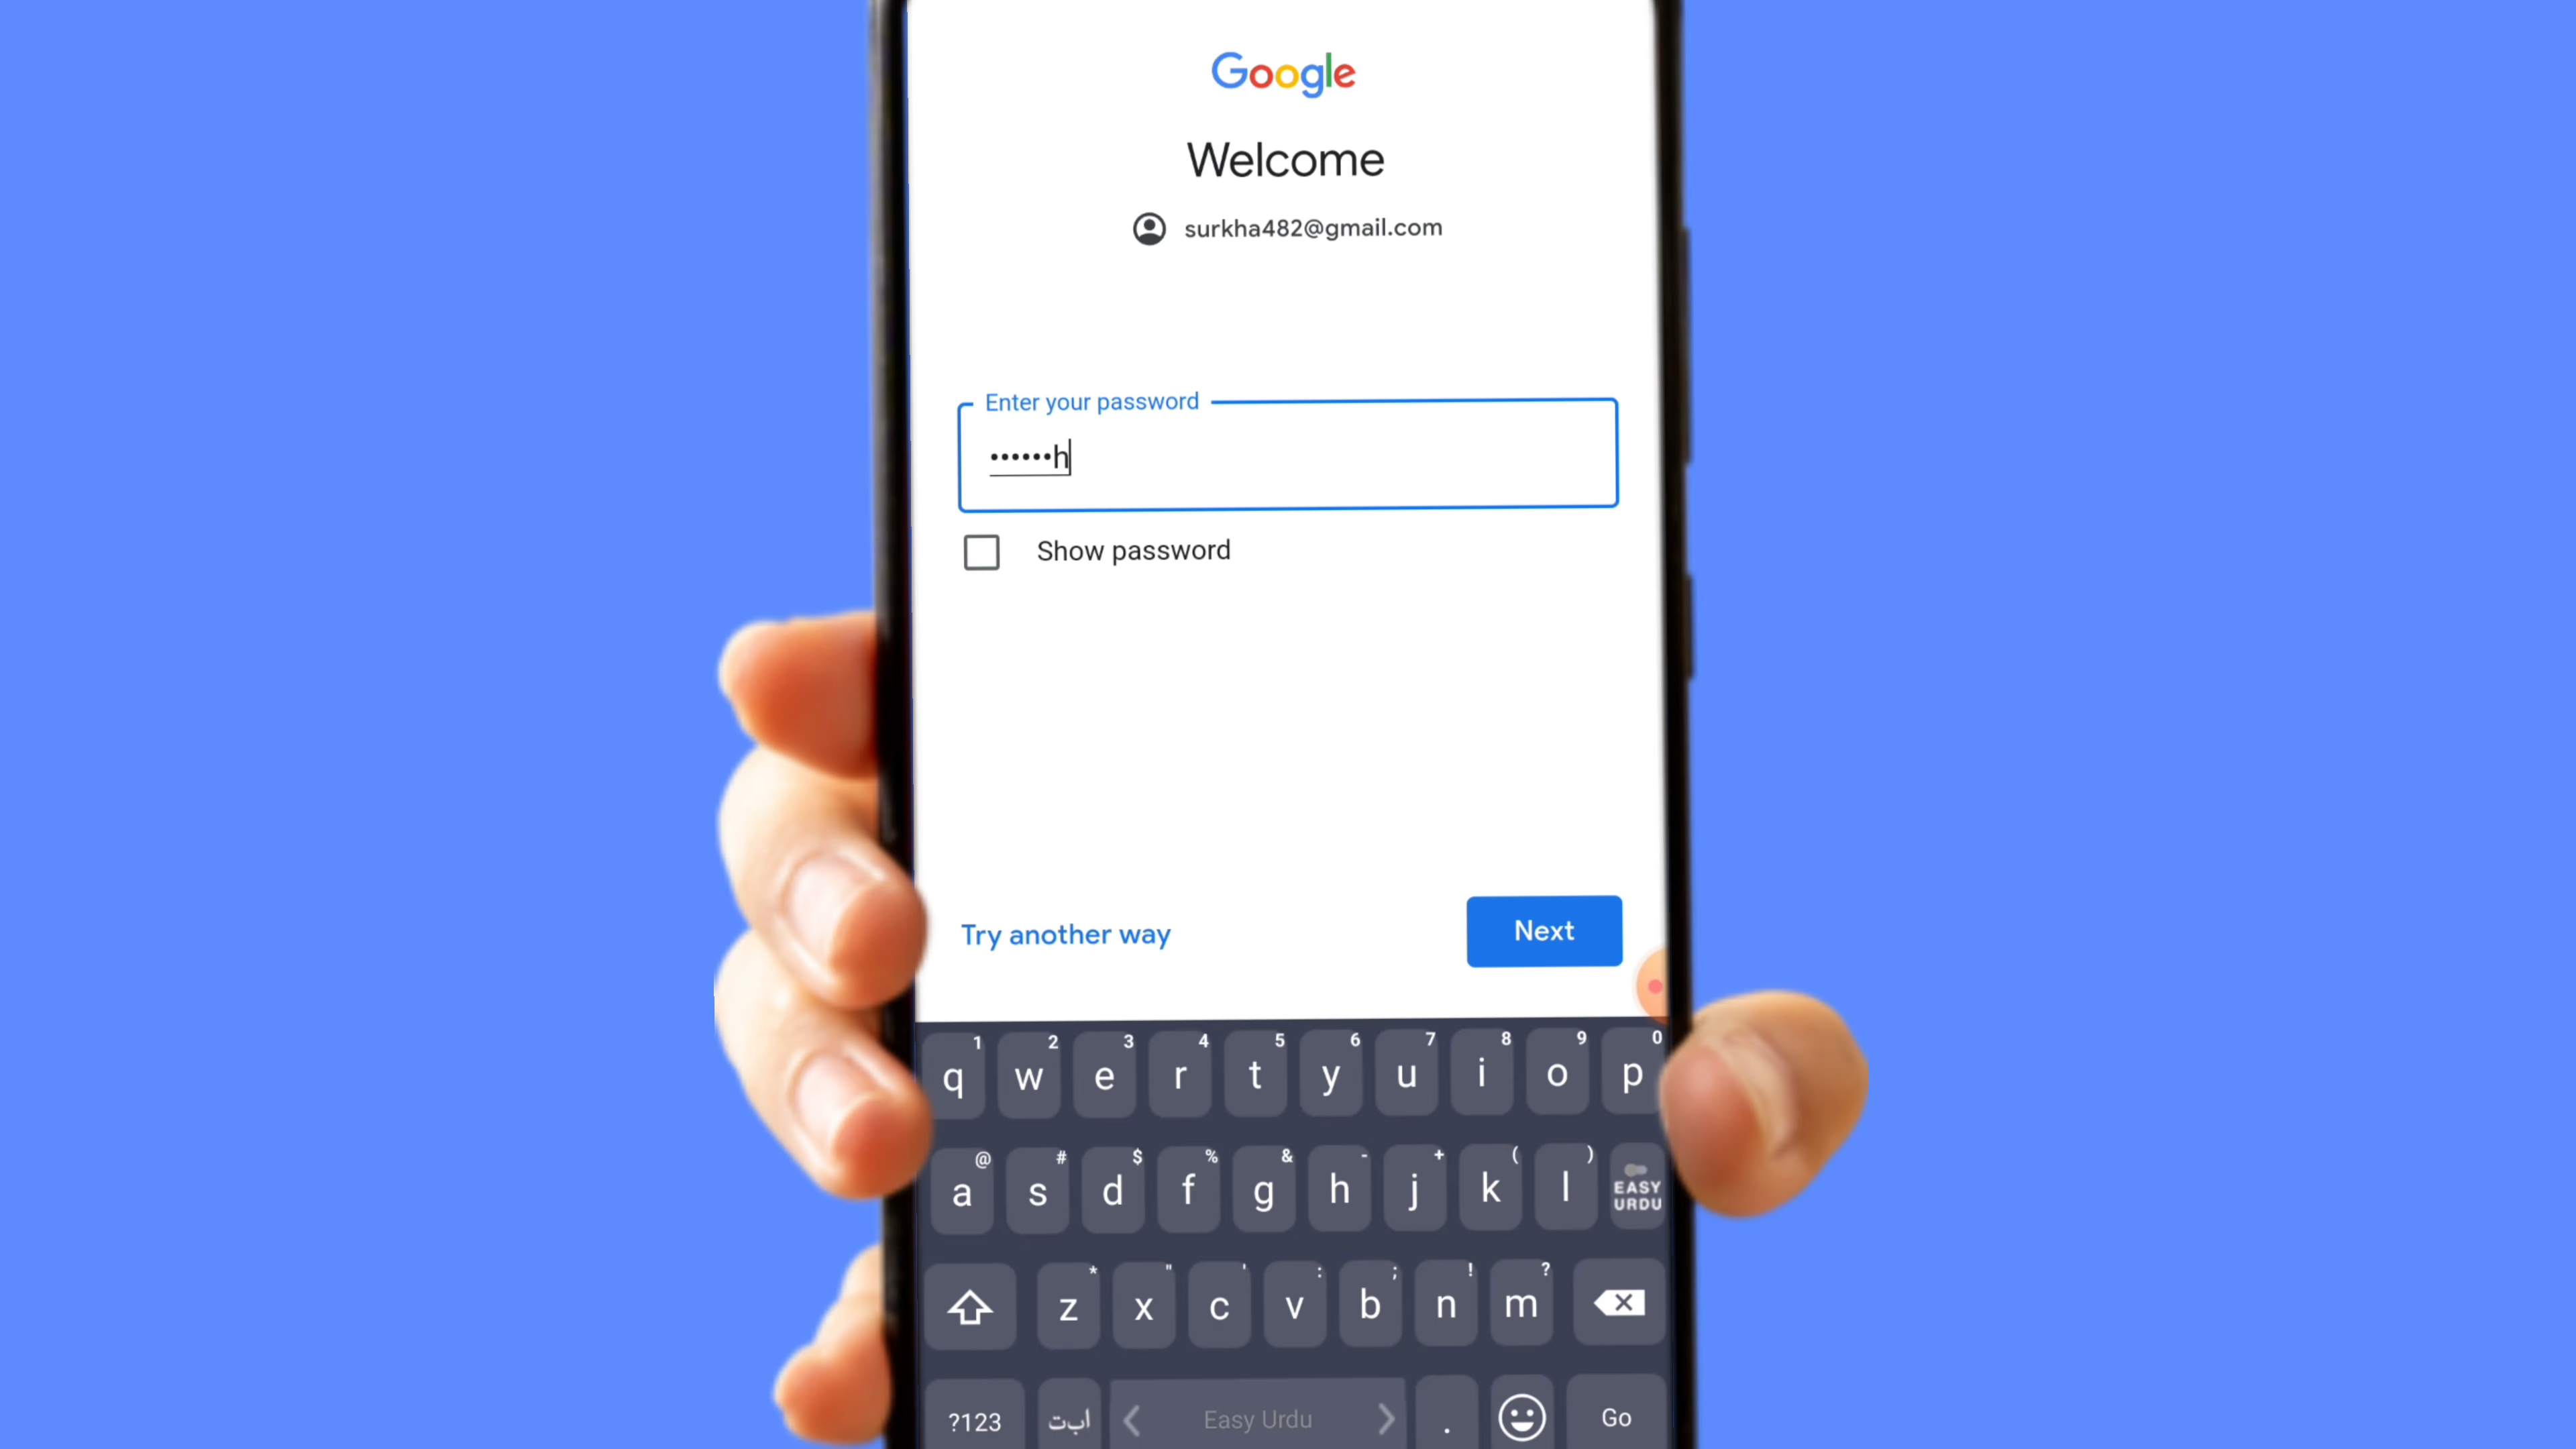 Google
Welcome
surkha482@gmail.com
Enter your password
••••••h
Show password
Try another way
Next
1 2 3 4 5 6 7 8 9 0
q w e r t y u i o p
@ # $ % & - + ( )
a s d f g h j k l EASY URDU
* " ' : ; ! ?
z x c v b n m
?123 ابت Easy Urdu . Go